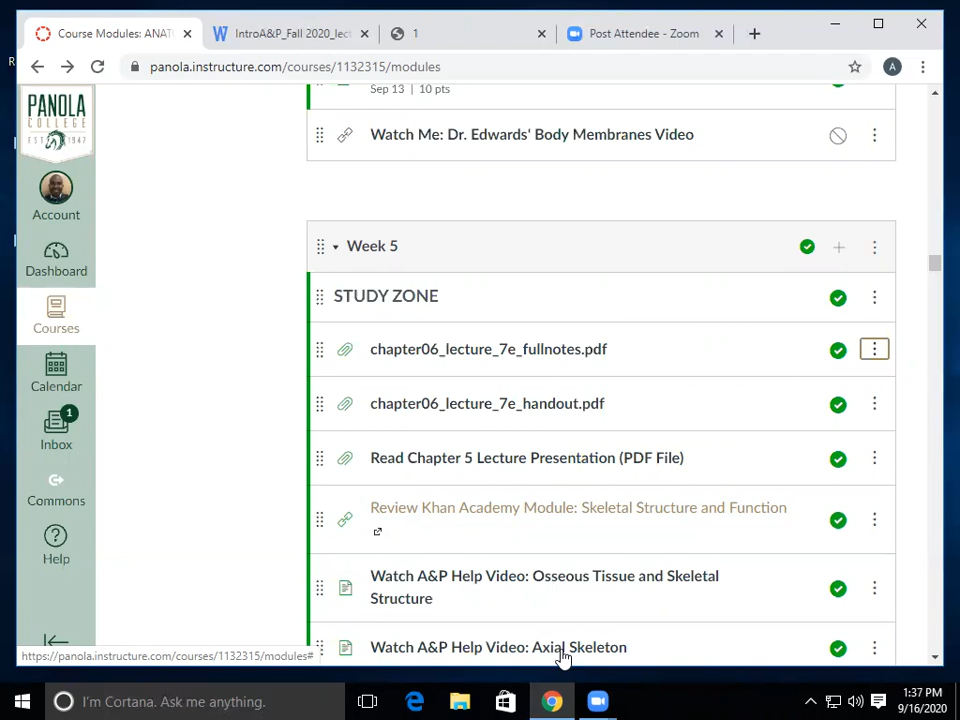 Course Modules: ANAT
IntroA&P_Fall 2020_lect
1
Post Attendee - Zoom
panola.instructure.com/courses/1132315/modules
A
R
PANOLA
COLLEGE
EST 1947
Account
Dashboard
Courses
Calendar
1
Inbox
Commons
Help
Sep 13 | 10 pts
Watch Me: Dr. Edwards' Body Membranes Video
Week 5
STUDY ZONE
chapter06_lecture_7e_fullnotes.pdf
chapter06_lecture_7e_handout.pdf
Read Chapter 5 Lecture Presentation (PDF File)
Review Khan Academy Module: Skeletal Structure and Function
Watch A&P Help Video: Osseous Tissue and Skeletal
Structure
Watch A&P Help Video: Axial Skeleton
https://panola.instructure.com/courses/1132315/modules#
I'm Cortana. Ask me anything.
1:37 PM
9/16/2020